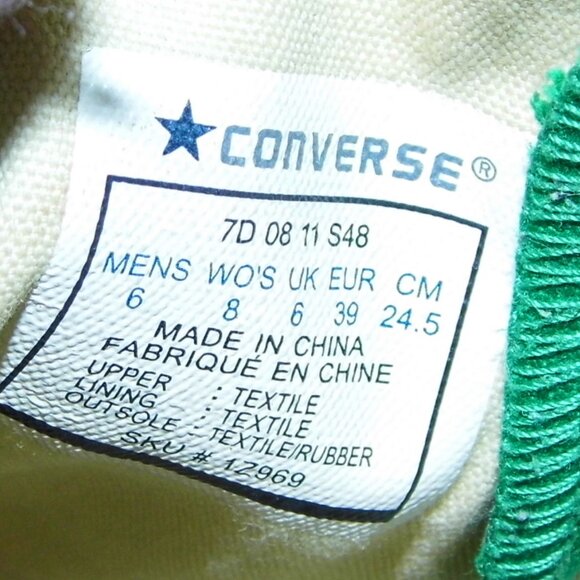 CONVERSE®
7D 08 11 S48
MENS WO'S UK EUR CM
6 8 6 39 24.5
MADE IN CHINA
FABRIQUÉ EN CHINE
UPPER : TEXTILE
LINING : TEXTILE
OUTSOLE : TEXTILE/RUBBER
SKU # 1Z969